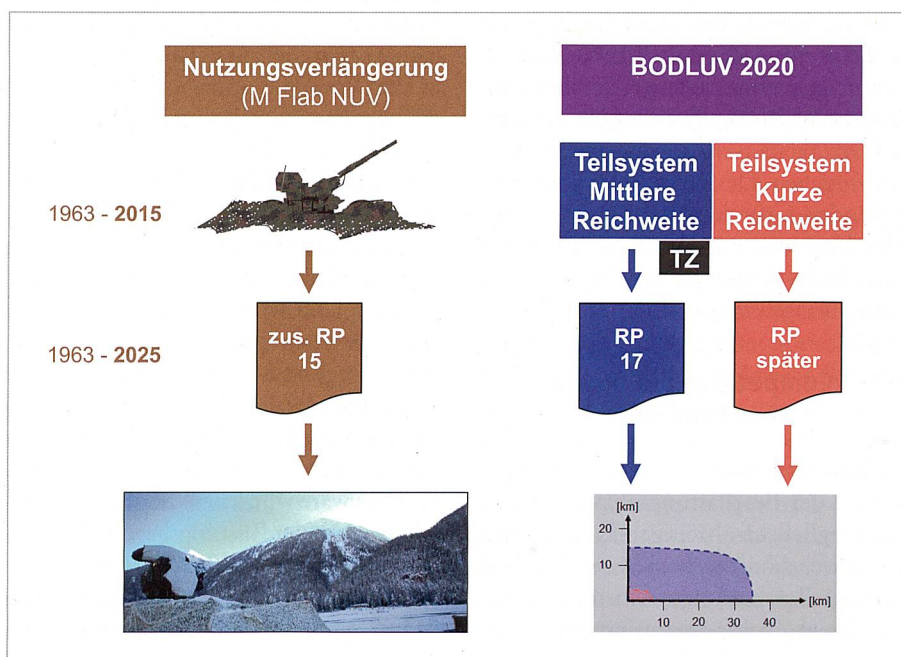 Nutzungsverlängerung
(M Flab NUV)
BODLUV 2020
Teilsystem
Mittlere
Reichweite
Teilsystem
Kurze
Reichweite
1963 - 2015
TZ
1963 - 2025
zus. RP
15
RP
17
RP
später
[km]
20
10
[km]
10
20
30
40